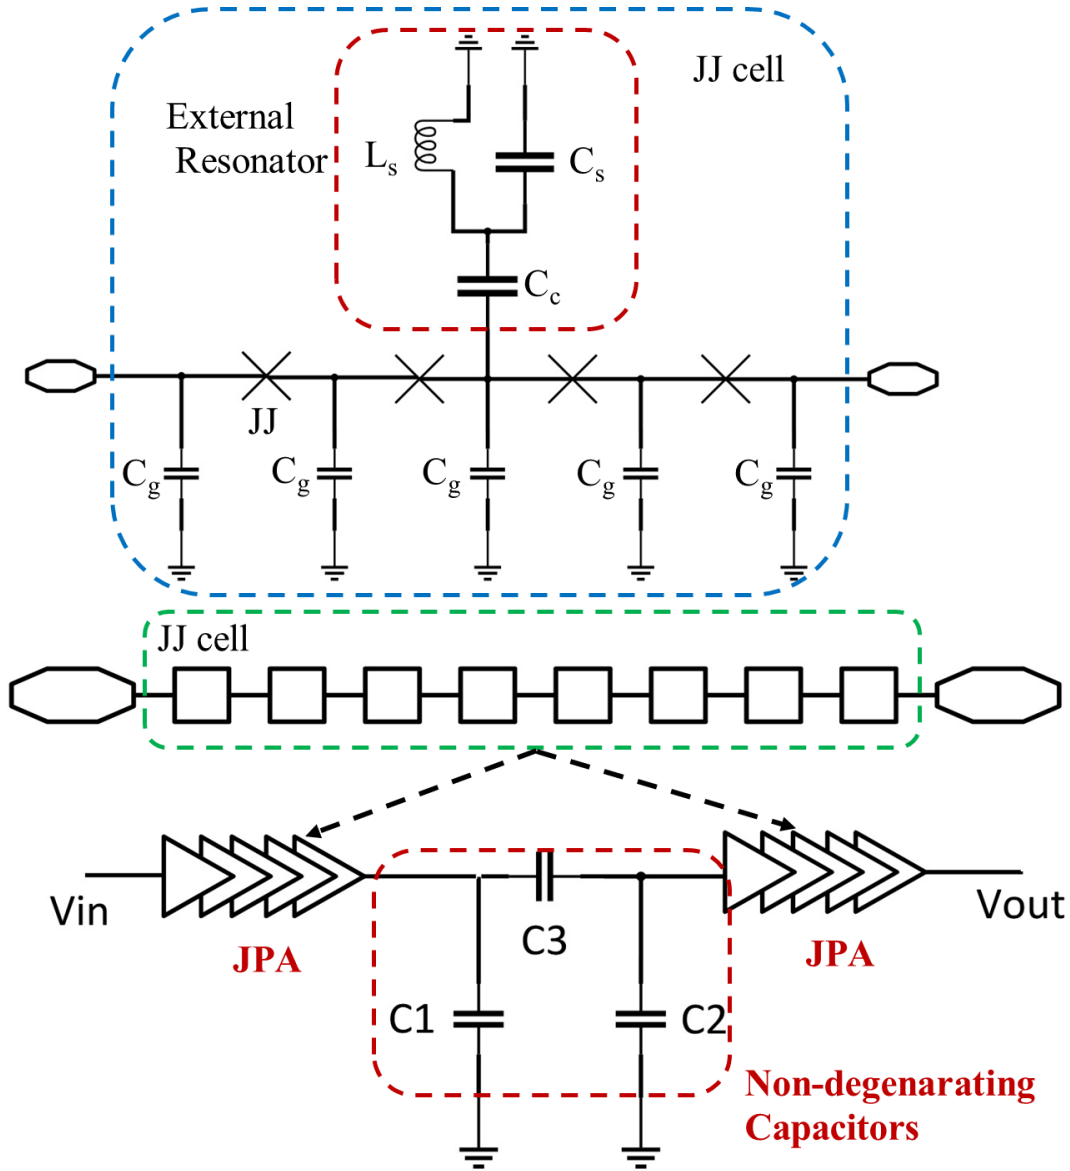 JJ cell
External
Resonator
Ls
Cs
Cc
JJ
Cg
Cg
Cg
Cg
Cg
JJ cell
Vin
JPA
C3
JPA
Vout
C1
C2
Non-degenarating
Capacitors